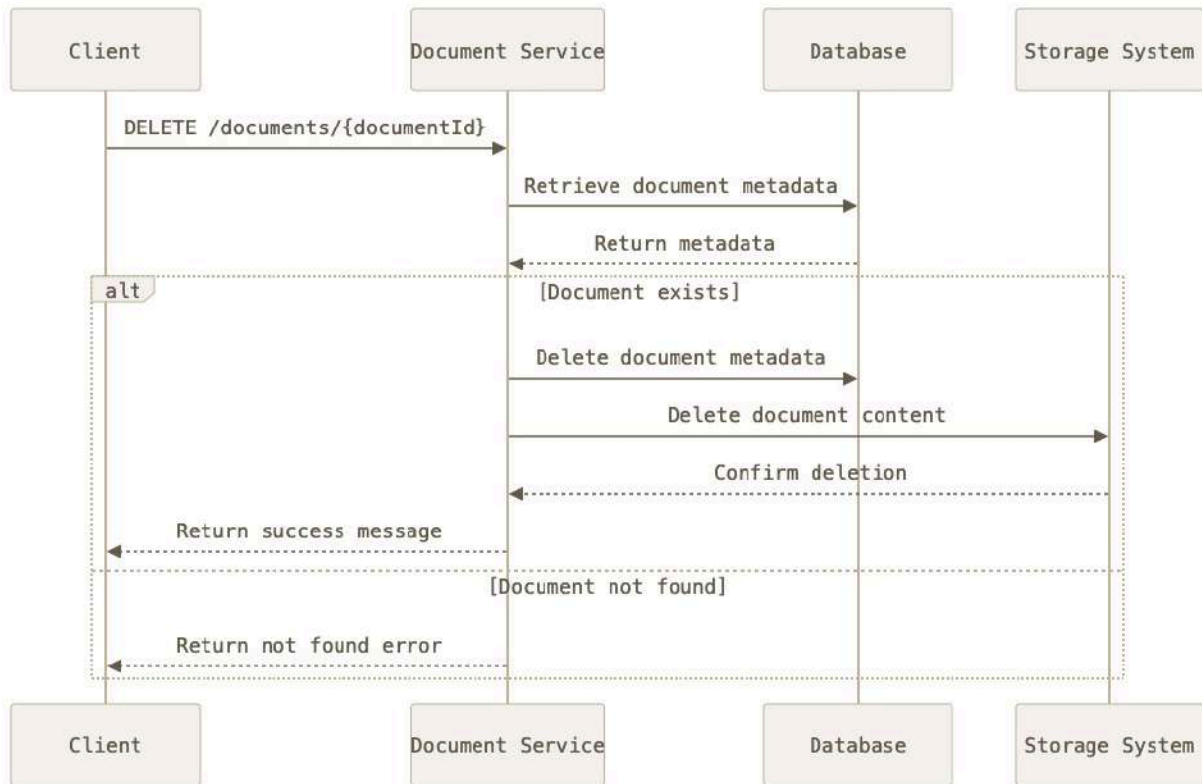 Client
Document Service
Database
Storage System
DELETE /documents/{documentId}
Retrieve document metadata
Return metadata
alt
[Document exists]
Delete document metadata
Delete document content
Confirm deletion
Return success message
[Document not found]
Return not found error
Client
Document Service
Database
Storage System